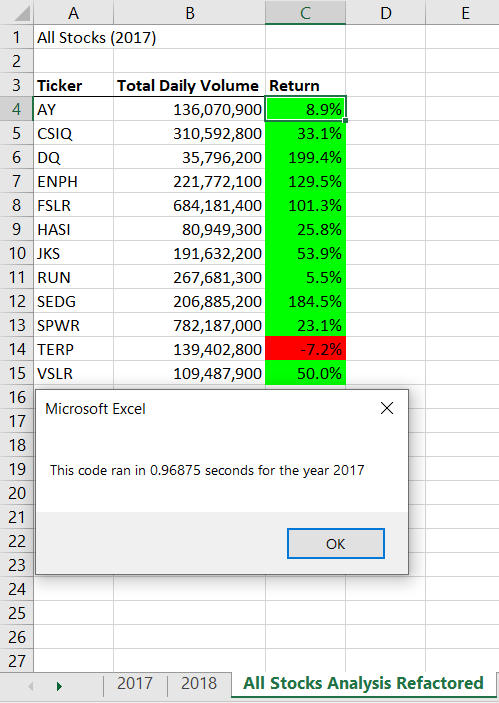 A B C D E
1 All Stocks (2017)
2
3 Ticker Total Daily Volume Return
4 AY 136,070,900 8.9%
5 CSIQ 310,592,800 33.1%
6 DQ 35,796,200 199.4%
7 ENPH 221,772,100 129.5%
8 FSLR 684,181,400 101.3%
9 HASI 80,949,300 25.8%
10 JKS 191,632,200 53.9%
11 RUN 267,681,300 5.5%
12 SEDG 206,885,200 184.5%
13 SPWR 782,187,000 23.1%
14 TERP 139,402,800 -7.2%
15 VSLR 109,487,900 50.0%
16
Microsoft Excel
17
18
19
This code ran in 0.96875 seconds for the year 2017
20
21
22
OK
23
24
25
26
27
2017 2018 All Stocks Analysis Refactored